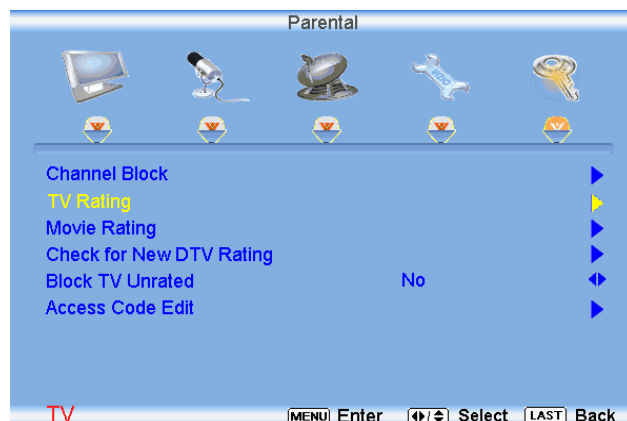 Parental
VIZIO
Channel Block
TV Rating
Movie Rating
Check for New DTV Rating
Block TV Unrated No
Access Code Edit
TV MENU Enter Select LAST Back